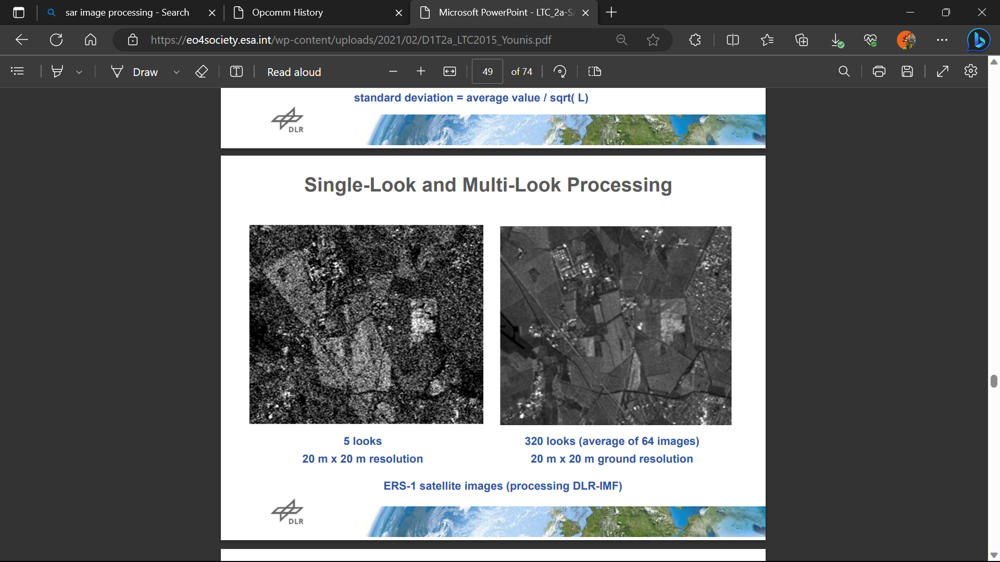 sar image processing - Search
Opcomm History
Microsoft PowerPoint - LTC_2a-S
https://eo4society.esa.int/wp-content/uploads/2021/02/D1T2a_LTC2015_Younis.pdf
Draw
T
Read aloud
49
of 74
standard deviation = average value / sqrt( L)
DLR
Single-Look and Multi-Look Processing
5 looks
20 m x 20 m resolution
320 looks (average of 64 images)
20 m x 20 m ground resolution
ERS-1 satellite images (processing DLR-IMF)
DLR